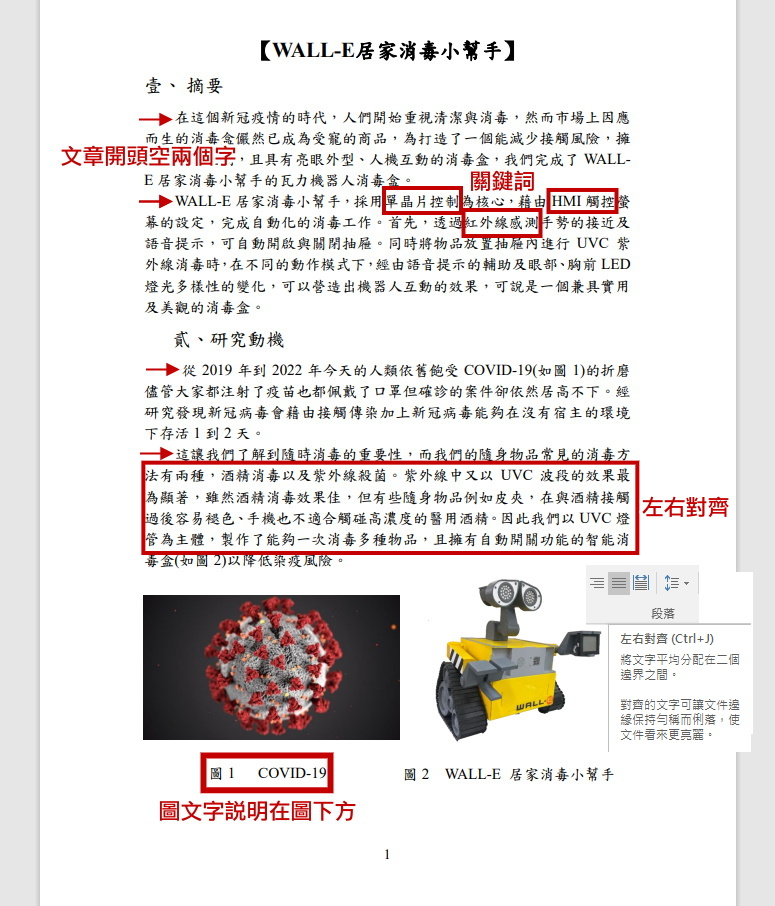 【WALL-E居家消毒小幫手】
壹、 摘要
在這個新冠疫情的時代，人們開始重視清潔與消毒，然而市場上因應
而生的消毒盒儼然已成為受寵的商品，為打造了一個能減少接觸風險，擁
文章開頭空兩個字
，且具有亮眼外型、人機互動的消毒盒，我們完成了 WALL-
E 居家消毒小幫手的瓦力機器人消毒盒。
關鍵詞
WALL-E 居家消毒小幫手，採用單晶片控制為核心，藉由 HMI 觸控螢
幕的設定，完成自動化的消毒工作。首先，透過紅外線感測手勢的接近及
語音提示，可自動開啟與關閉抽屜。同時將物品放置抽屜內進行 UVC 紫
外線消毒時，在不同的動作模式下，經由語音提示的輔助及眼部、胸前 LED
燈光多樣性的變化，可以營造出機器人互動的效果，可說是一個兼具實用
及美觀的消毒盒。
貳、研究動機
從 2019 年到 2022 年今天的人類依舊飽受 COVID-19(如圖 1)的折磨
儘管大家都注射了疫苗也都佩戴了口罩但確診的案件卻依然居高不下。經
研究發現新冠病毒會藉由接觸傳染加上新冠病毒能夠在沒有宿主的環境
下存活 1 到 2 天。
這讓我們了解到隨時消毒的重要性，而我們的隨身物品常見的消毒方
法有兩種，酒精消毒以及紫外線殺菌。紫外線中又以 UVC 波段的效果最
為顯著，雖然酒精消毒效果佳，但有些隨身物品例如皮夾，在與酒精接觸
過後容易褪色、手機也不適合觸碰高濃度的醫用酒精。因此我們以 UVC 燈
管為主體，製作了能夠一次消毒多種物品，且擁有自動開關功能的智能消
毒盒(如圖 2)以降低染疫風險。
左右對齊
段落
左右對齊 (Ctrl+J)
將文字平均分配在二個
邊界之間。
對齊的文字可讓文件邊
緣保持勻稱而俐落，使
文件看來更亮麗。
WALL-E
圖 1 COVID-19
圖 2 WALL-E 居家消毒小幫手
圖文字説明在圖下方
1